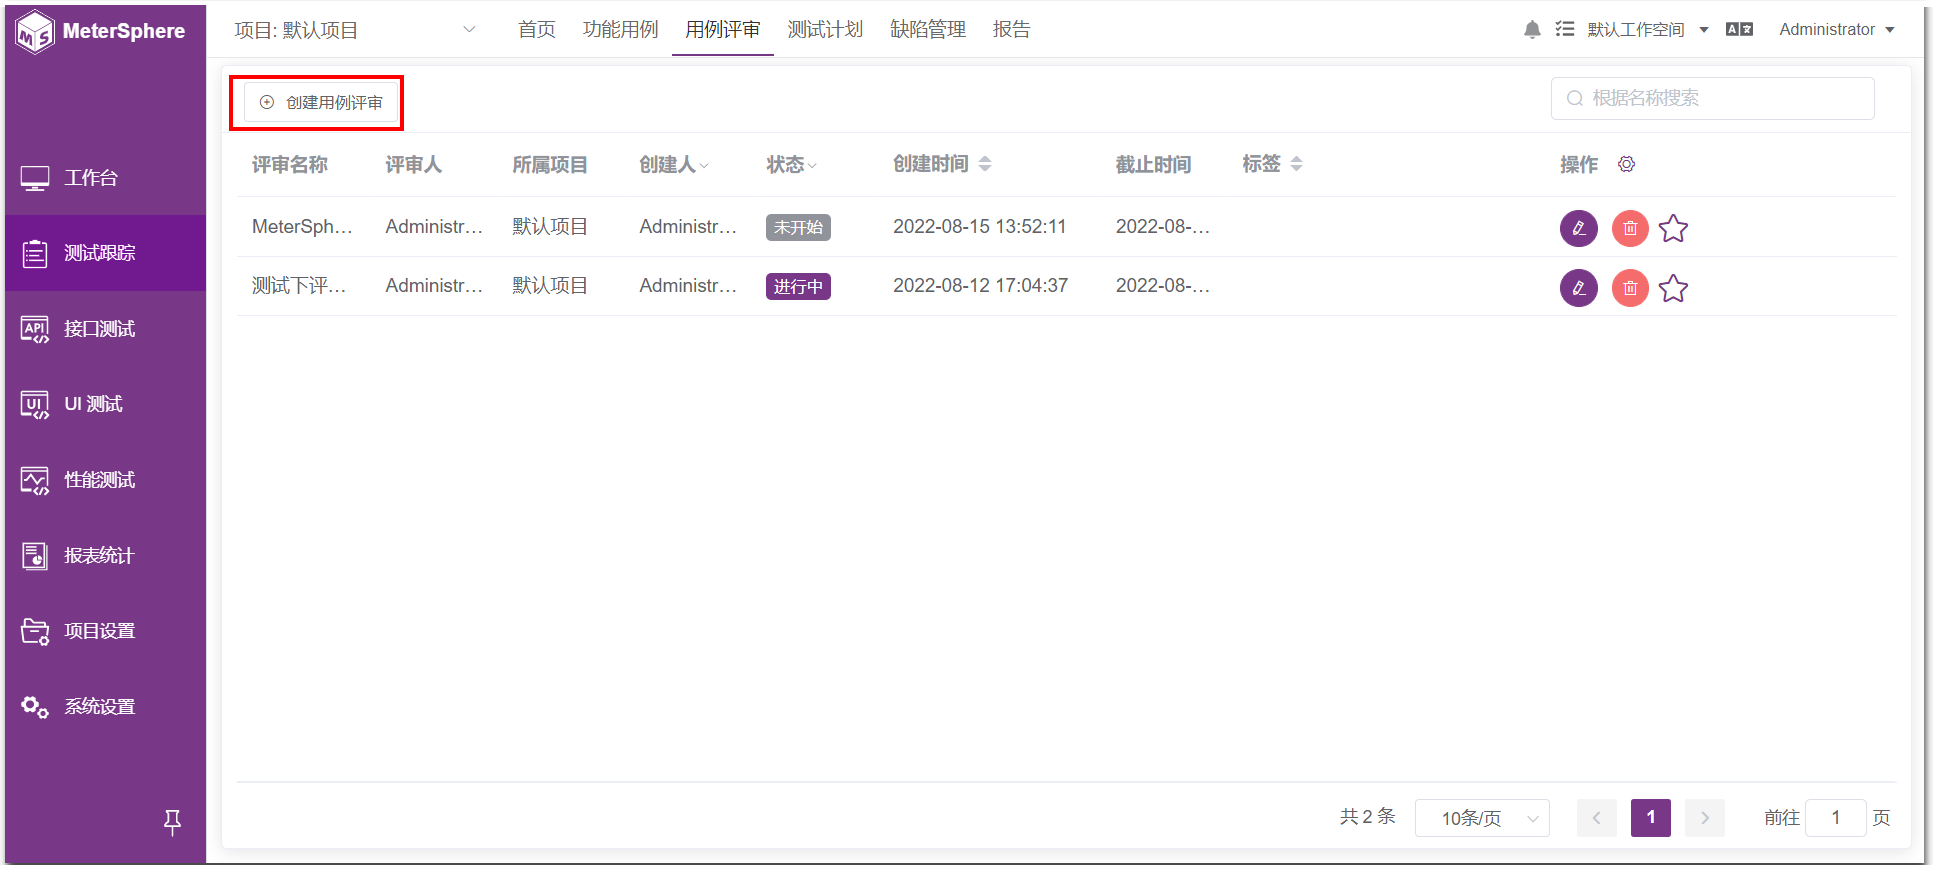 MeterSphere
项目: 默认项目
首页
功能用例
用例评审
测试计划
缺陷管理
报告
默认工作空间
Administrator
创建用例评审
根据名称搜索
工作台
测试跟踪
接口测试
UI 测试
性能测试
报表统计
项目设置
系统设置
评审名称 评审人 所属项目 创建人 状态 创建时间 截止时间 标签 操作
MeterSph... Administr... 默认项目 Administr... 未开始 2022-08-15 13:52:11 2022-08-...
测试下评... Administr... 默认项目 Administr... 进行中 2022-08-12 17:04:37 2022-08-...
共 2 条
10条/页
1
前往 1 页